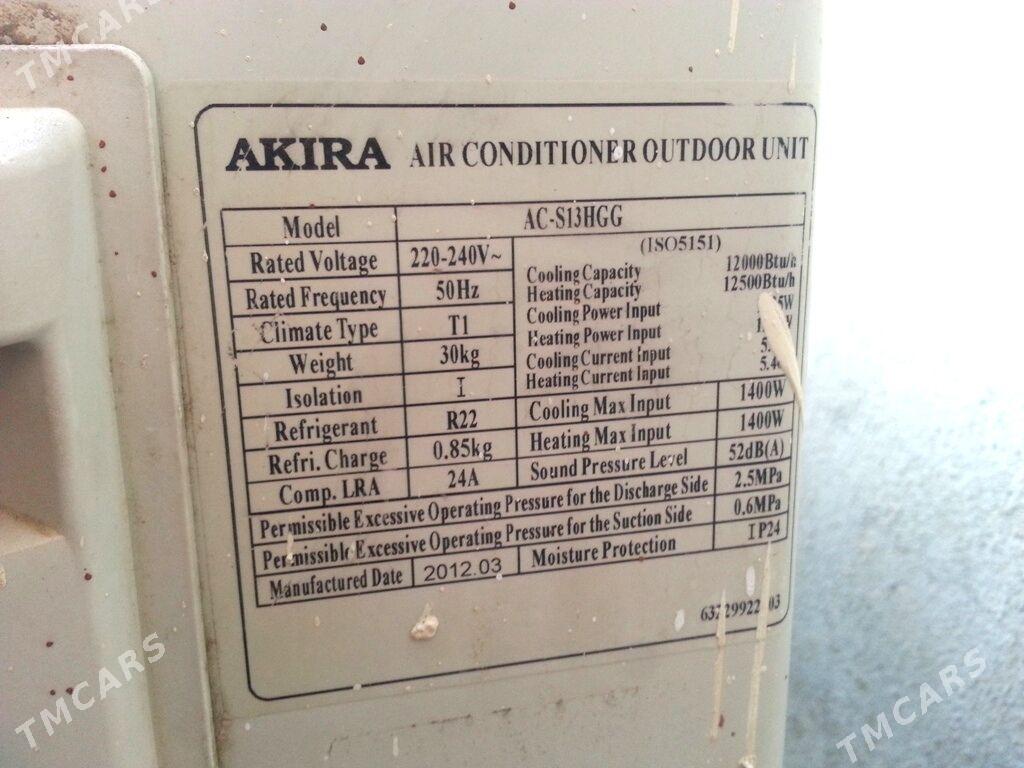 TMCARS
AKIRA AIR CONDITIONER OUTDOOR UNIT
Model AC-S13HGG
Rated Voltage 220-240V~
Rated Frequency 50Hz
Climate Type T1
Weight 30kg
Isolation I
Refrigerant R22
Refri. Charge 0.85kg
Comp. LRA 24A
(ISO5151)
Cooling Capacity 12000Btu/h
Heating Capacity 12500Btu/h
Cooling Power Input
Heating Power Input
Cooling Current Input
Heating Current Input
Cooling Max Input 1400W
Heating Max Input 1400W
Sound Pressure Level 52dB(A)
Permissible Excessive Operating Pressure for the Discharge Side 2.5MPa
Permissible Excessive Operating Pressure for the Suction Side 0.6MPa
Manufactured Date 2012.03 Moisture Protection IP24
TMCARS
TMCARS
TMCARS